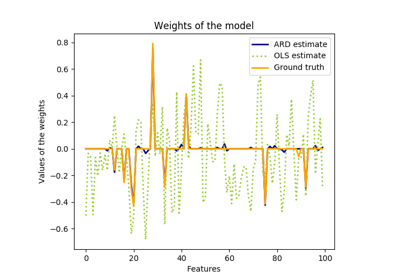 Weights of the model
ARD estimate
OLS estimate
Ground truth
Values of the weights
0.8
0.6
0.4
0.2
0.0
−0.2
−0.4
−0.6
0 20 40 60 80 100
Features